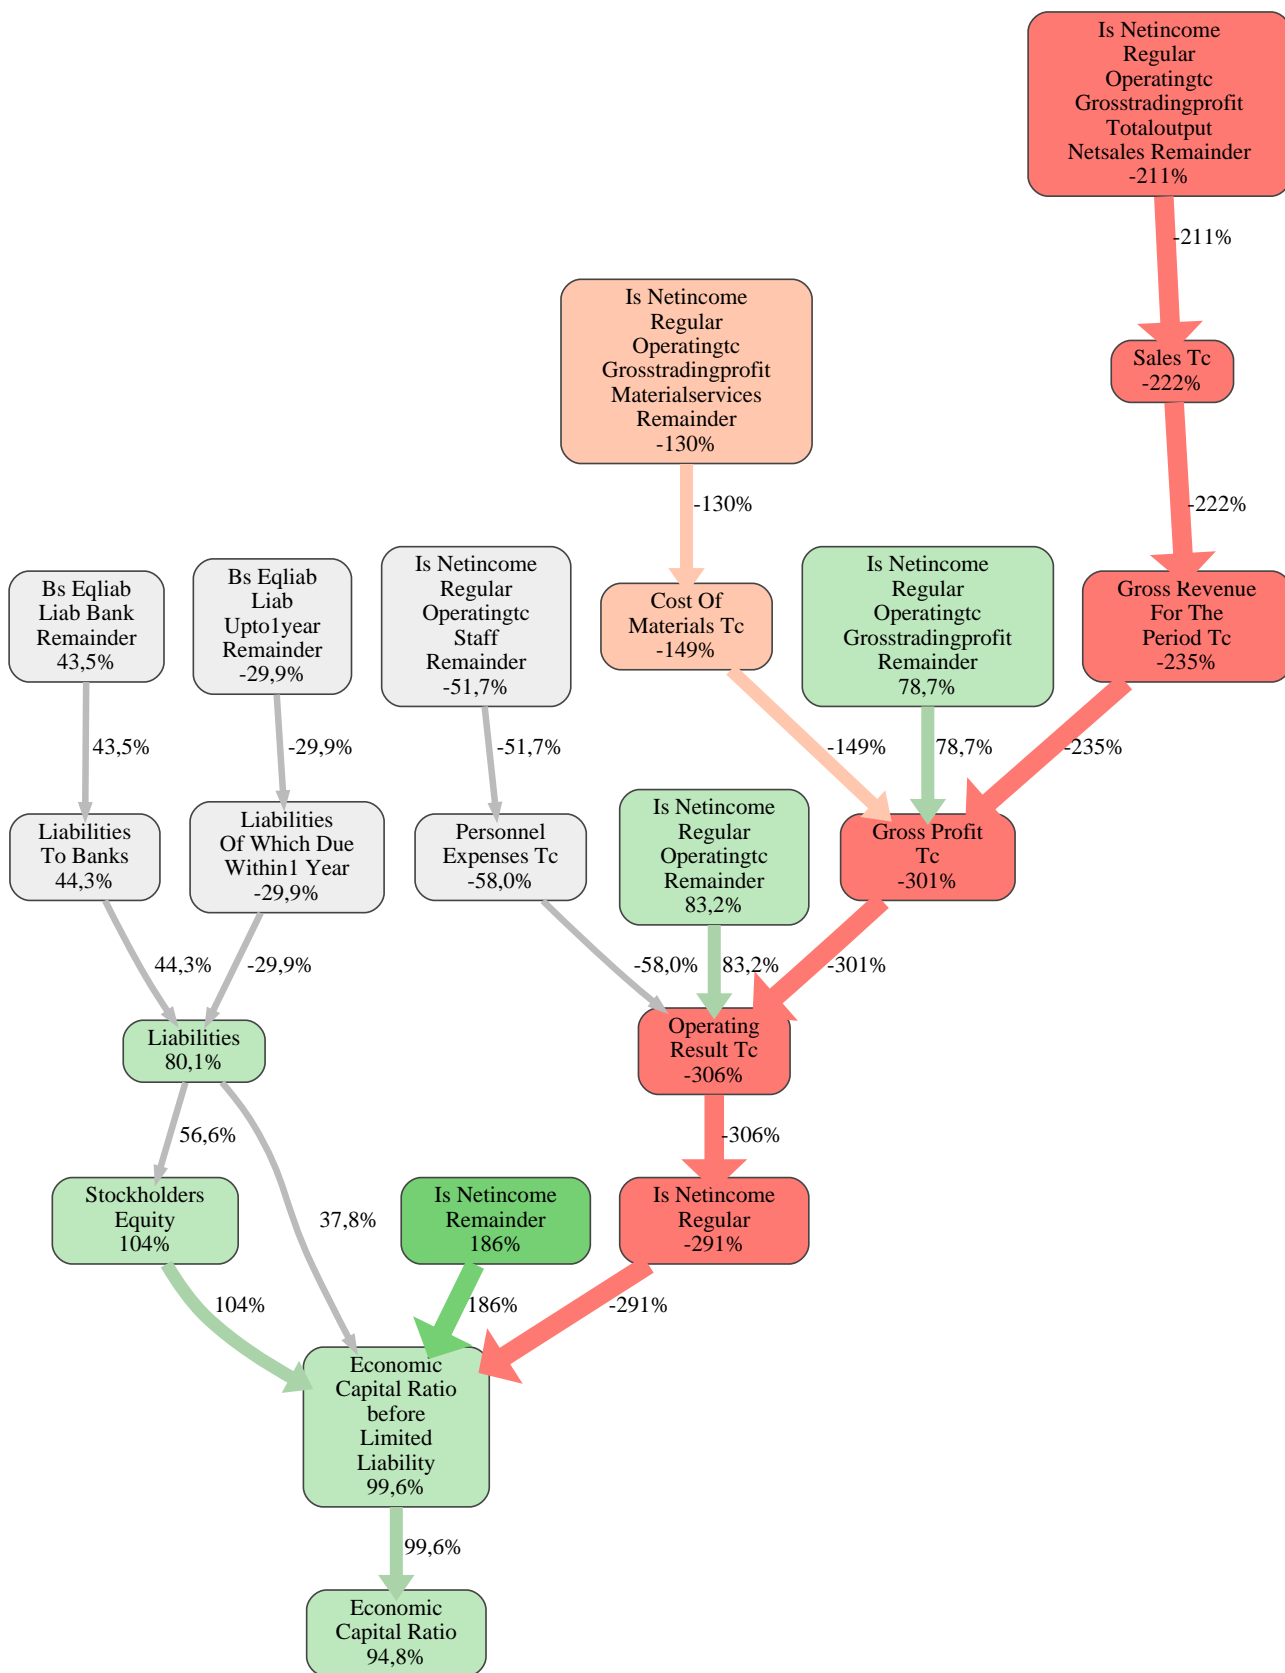 Is Netincome
Regular
Operatingtc
Grosstradingprofit
Totaloutput
Netsales Remainder
-211%
-211%
Is Netincome
Regular
Operatingtc
Grosstradingprofit
Materialservices
Remainder
-130%
Sales Tc
-222%
-130%
-222%
Bs Eqliab
Liab Bank
Remainder
43,5%
Bs Eqliab
Liab
Upto1year
Remainder
-29,9%
Is Netincome
Regular
Operatingtc
Staff
Remainder
-51,7%
Cost Of
Materials Tc
-149%
Is Netincome
Regular
Operatingtc
Grosstradingprofit
Remainder
78,7%
Gross Revenue
For The
Period Tc
-235%
43,5%
-29,9%
-51,7%
-149%
78,7%
-235%
Liabilities
To Banks
44,3%
Liabilities
Of Which Due
Within1 Year
-29,9%
Personnel
Expenses Tc
-58,0%
Is Netincome
Regular
Operatingtc
Remainder
83,2%
Gross Profit
Tc
-301%
44,3%
-29,9%
-58,0%
83,2%
-301%
Liabilities
80,1%
Operating
Result Tc
-306%
56,6%
-306%
Stockholders
Equity
104%
37,8%
Is Netincome
Remainder
186%
Is Netincome
Regular
-291%
104%
186%
-291%
Economic
Capital Ratio
before
Limited
Liability
99,6%
99,6%
Economic
Capital Ratio
94,8%